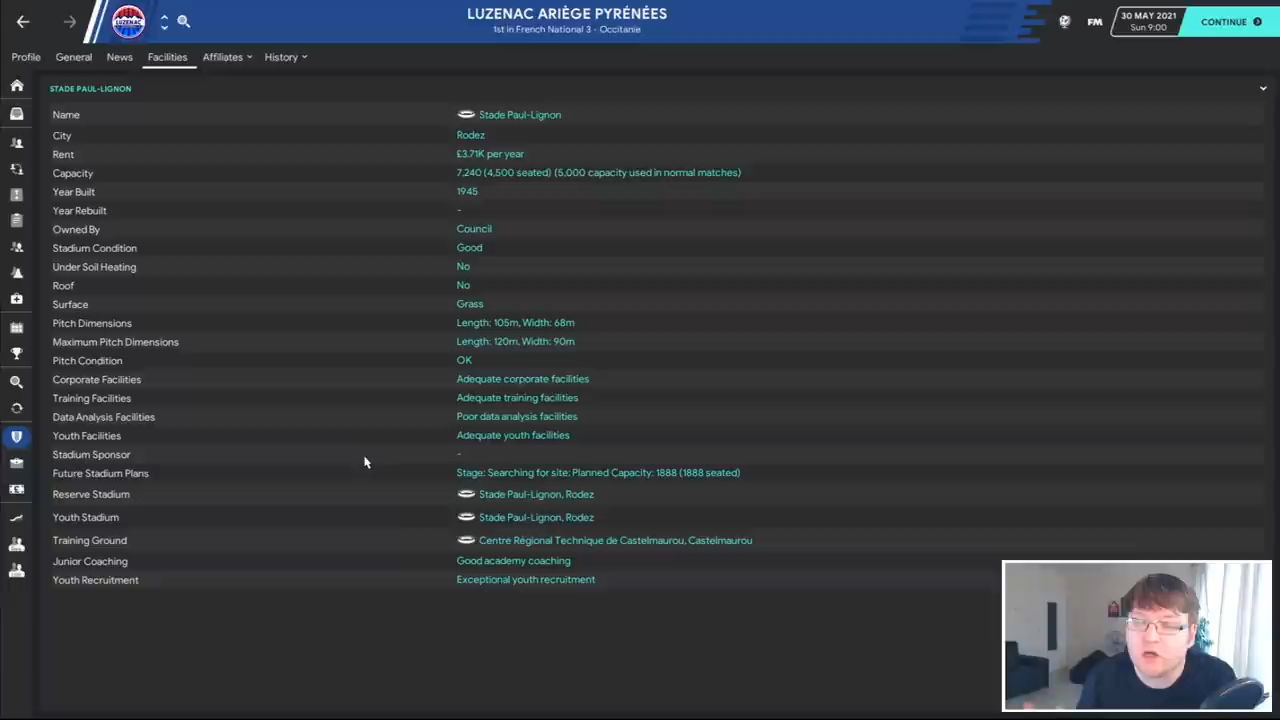 LUZENAC ARIÈGE PYRÉNÉES
1st in French National 3 - Occitanie
LUZENAC
FM
30 MAY 2021
Sun 9:00
CONTINUE
Profile General News Facilities Affiliates History
STADE PAUL-LIGNON
Name Stade Paul-Lignon
City Rodez
Rent £3.71K per year
Capacity 7,240 (4,500 seated) (5,000 capacity used in normal matches)
Year Built 1945
Year Rebuilt -
Owned By Council
Stadium Condition Good
Under Soil Heating No
Roof No
Surface Grass
Pitch Dimensions Length: 105m, Width: 68m
Maximum Pitch Dimensions Length: 120m, Width: 90m
Pitch Condition OK
Corporate Facilities Adequate corporate facilities
Training Facilities Adequate training facilities
Data Analysis Facilities Poor data analysis facilities
Youth Facilities Adequate youth facilities
Stadium Sponsor -
Future Stadium Plans Stage: Searching for site: Planned Capacity: 1888 (1888 seated)
Reserve Stadium Stade Paul-Lignon, Rodez
Youth Stadium Stade Paul-Lignon, Rodez
Training Ground Centre Régional Technique de Castelmaurou, Castelmaurou
Junior Coaching Good academy coaching
Youth Recruitment Exceptional youth recruitment